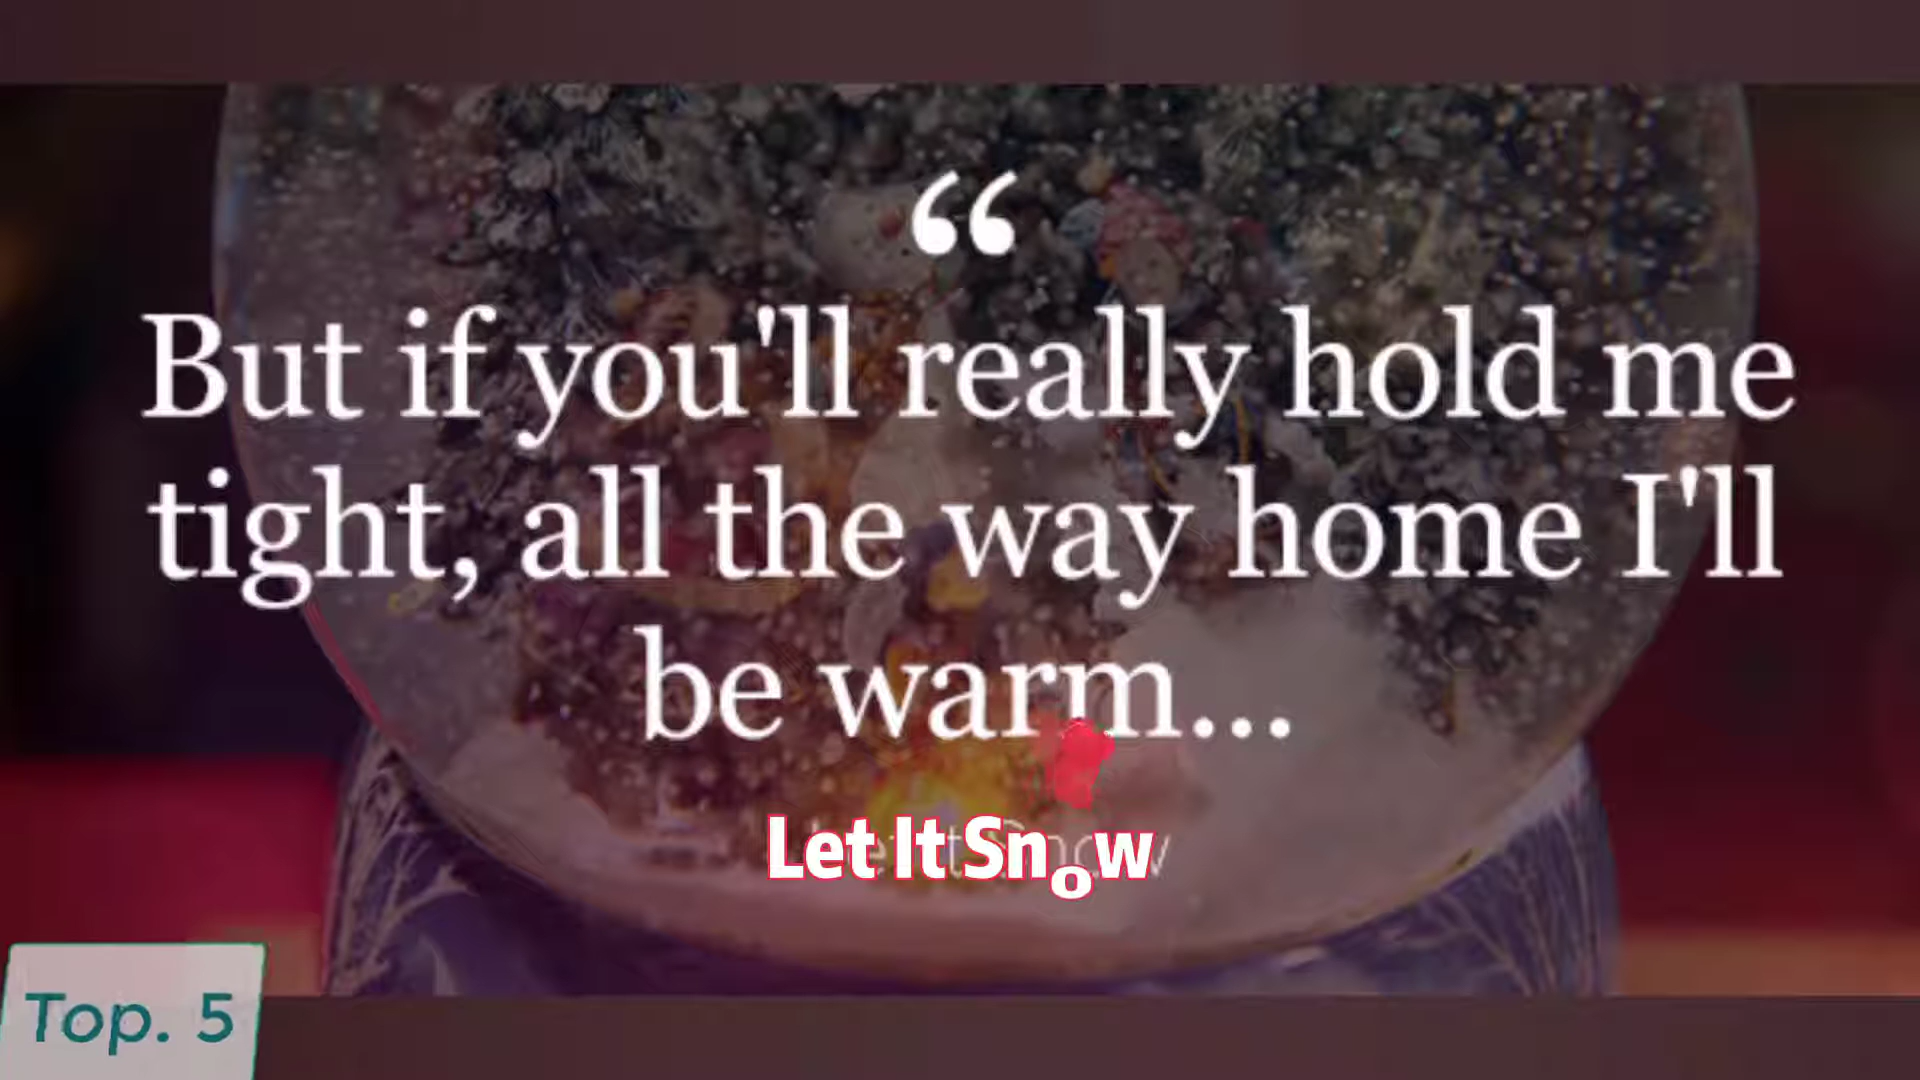 “
But if you'll really hold me
tight, all the way home I'll
be warm...
Let It Snow
Top. 5